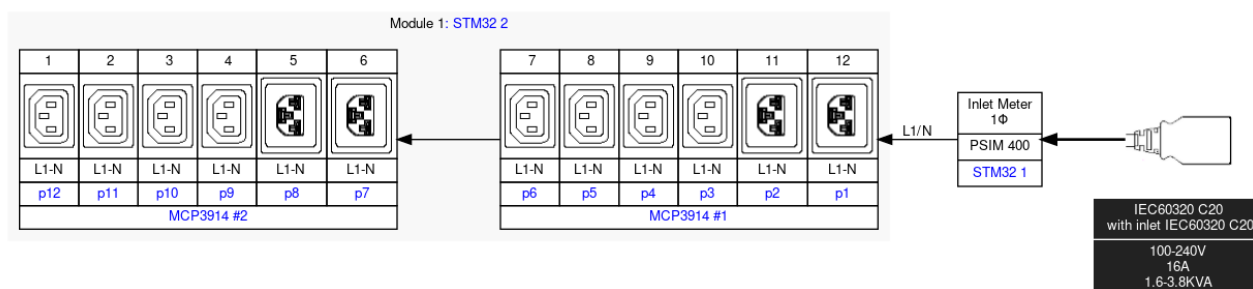 Module 1: STM32 2
1 2 3 4 5 6
L1-N L1-N L1-N L1-N L1-N L1-N
p12 p11 p10 p9 p8 p7
MCP3914 #2
7 8 9 10 11 12
L1-N L1-N L1-N L1-N L1-N L1-N
p6 p5 p4 p3 p2 p1
MCP3914 #1
L1/N
Inlet Meter
1Φ
PSIM 400
STM32 1
IEC60320 C20
with inlet IEC60320 C20
100-240V
16A
1.6-3.8KVA